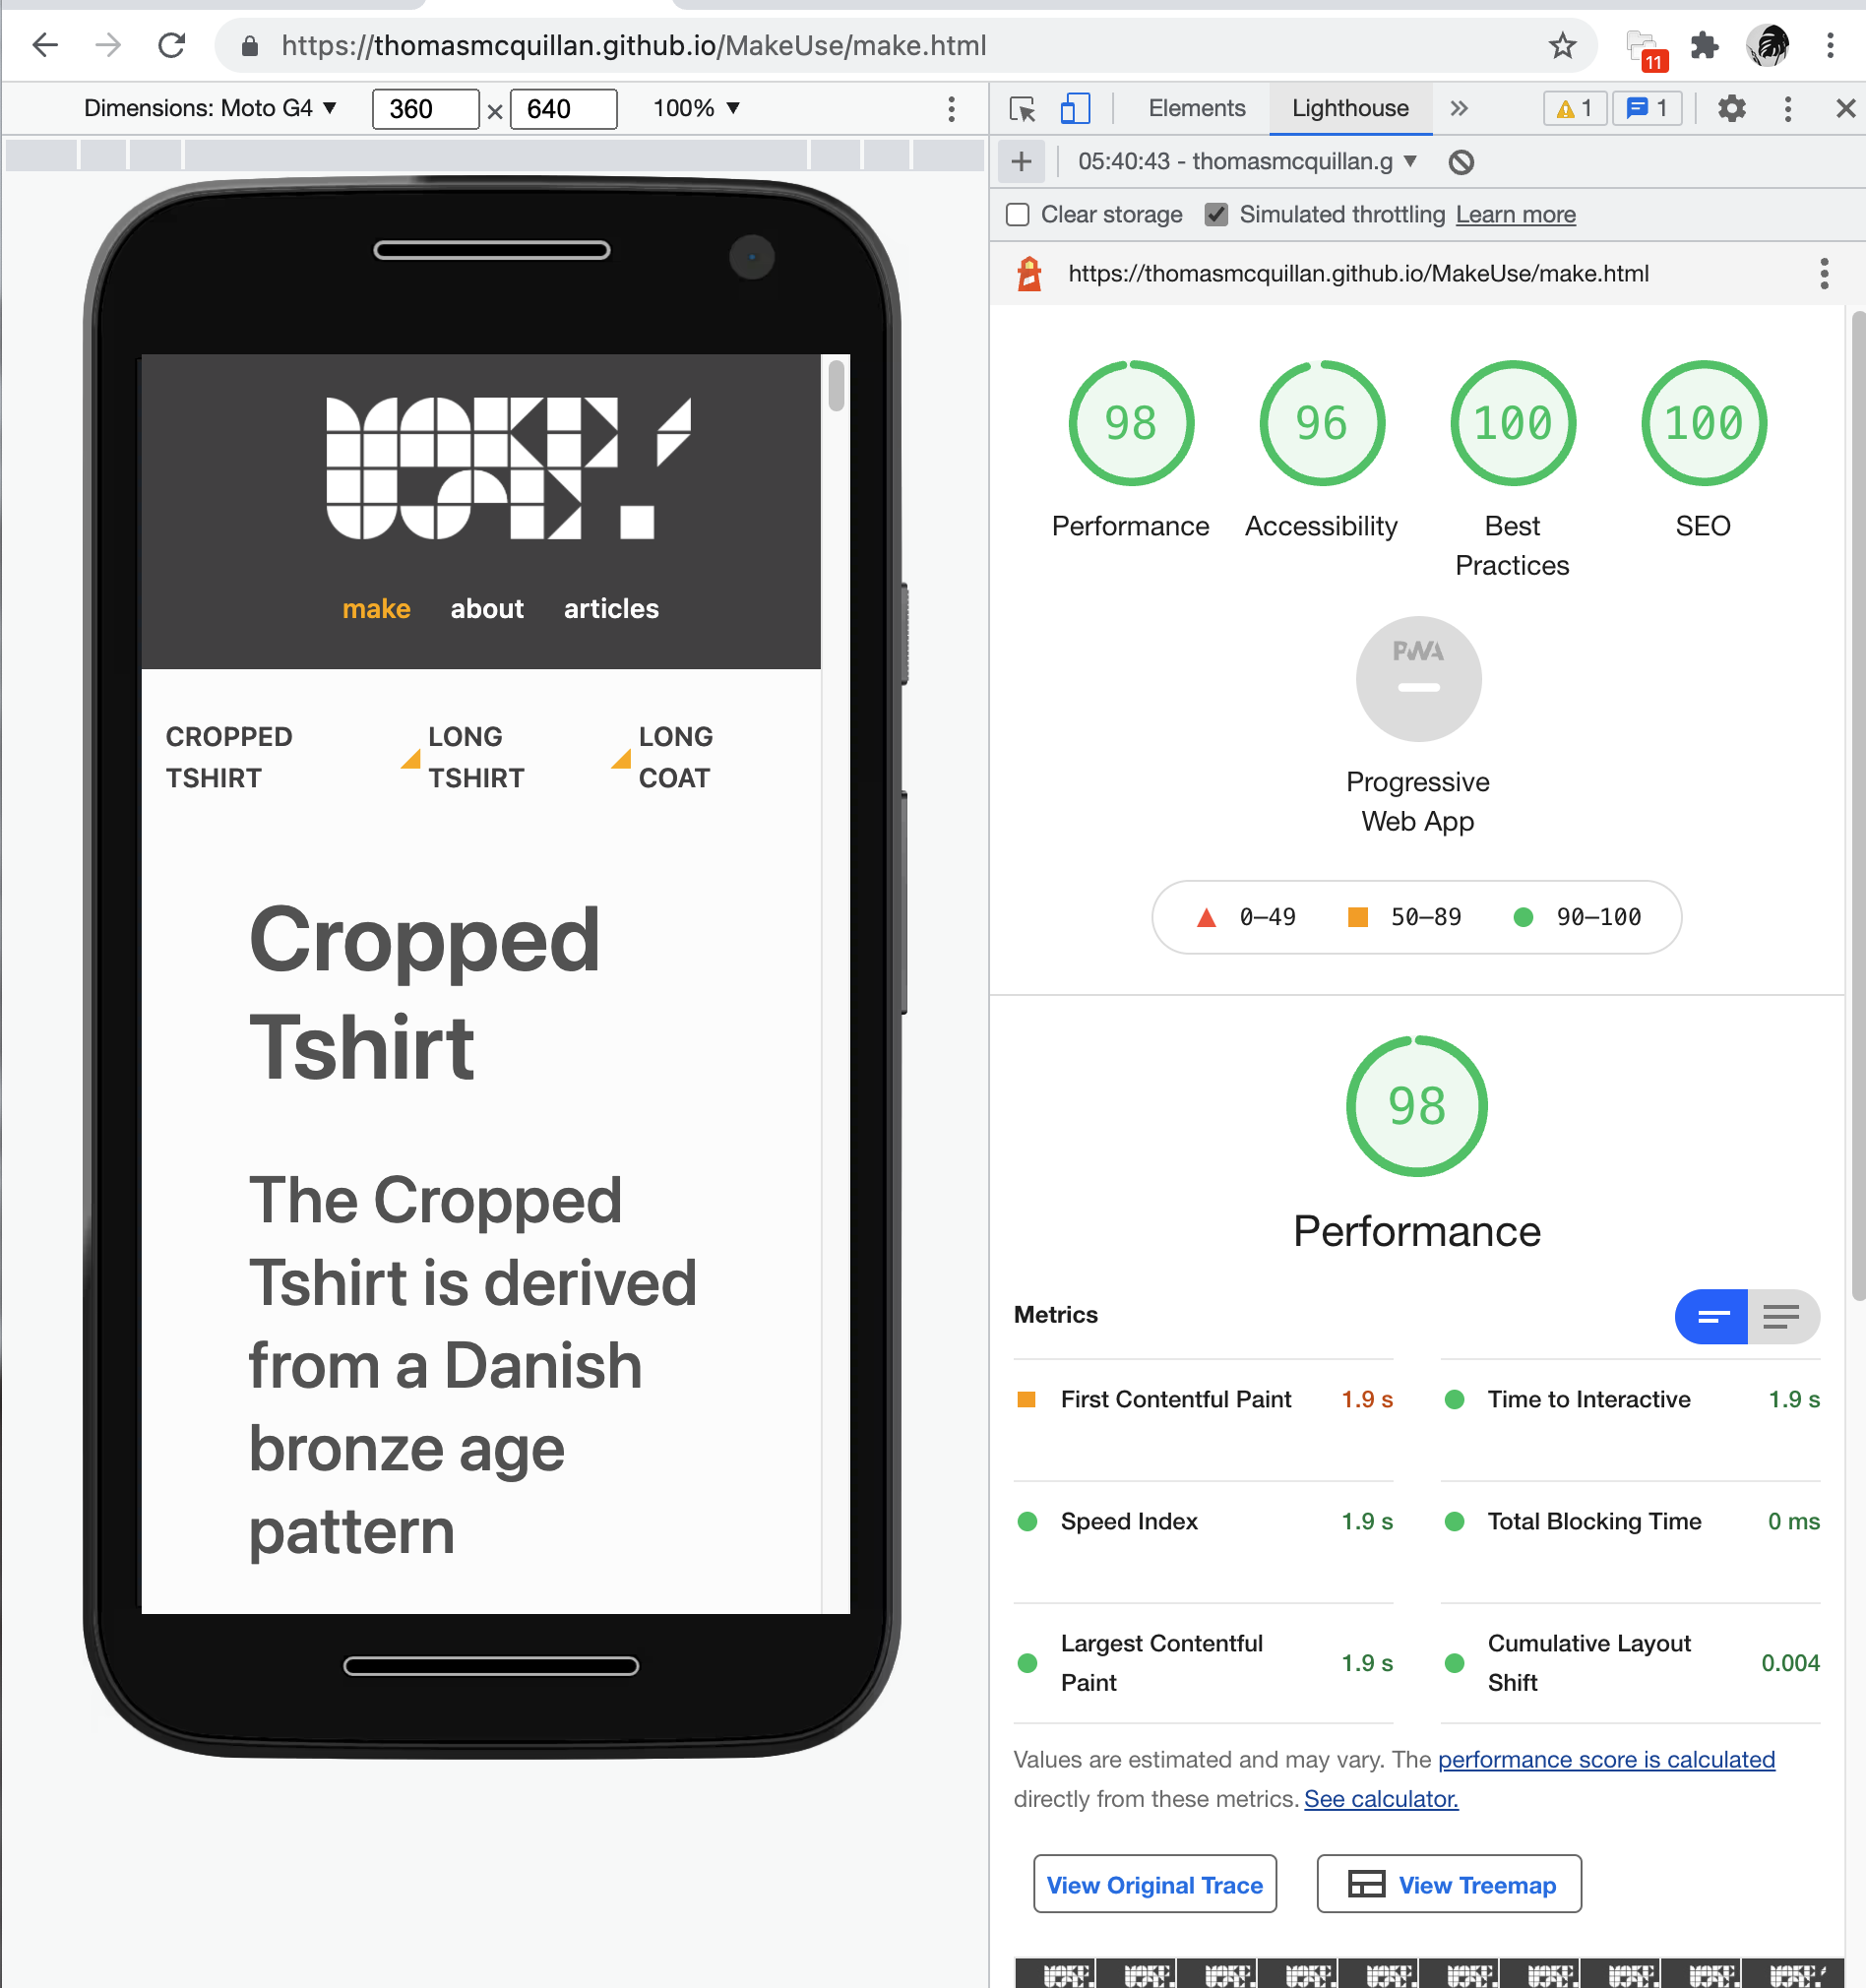 https://thomasmcquillan.github.io/MakeUse/make.html
11
Dimensions: Moto G4 ▼ 360 × 640 100% ▼
Elements Lighthouse » 1 1
+ 05:40:43 - thomasmcquillan.g ▼
Clear storage Simulated throttling Learn more
https://thomasmcquillan.github.io/MakeUse/make.html
MAKE/
USE.
make about articles
CROPPED
TSHIRT
LONG
TSHIRT
LONG
COAT
Cropped
Tshirt
The Cropped
Tshirt is derived
from a Danish
bronze age
pattern
98 96 100 100
Performance Accessibility Best
Practices SEO
PWA
Progressive
Web App
0–49 50–89 90–100
98
Performance
Metrics
First Contentful Paint 1.9 s
Time to Interactive 1.9 s
Speed Index 1.9 s
Total Blocking Time 0 ms
Largest Contentful
Paint 1.9 s
Cumulative Layout
Shift 0.004
Values are estimated and may vary. The performance score is calculated
directly from these metrics. See calculator.
View Original Trace View Treemap